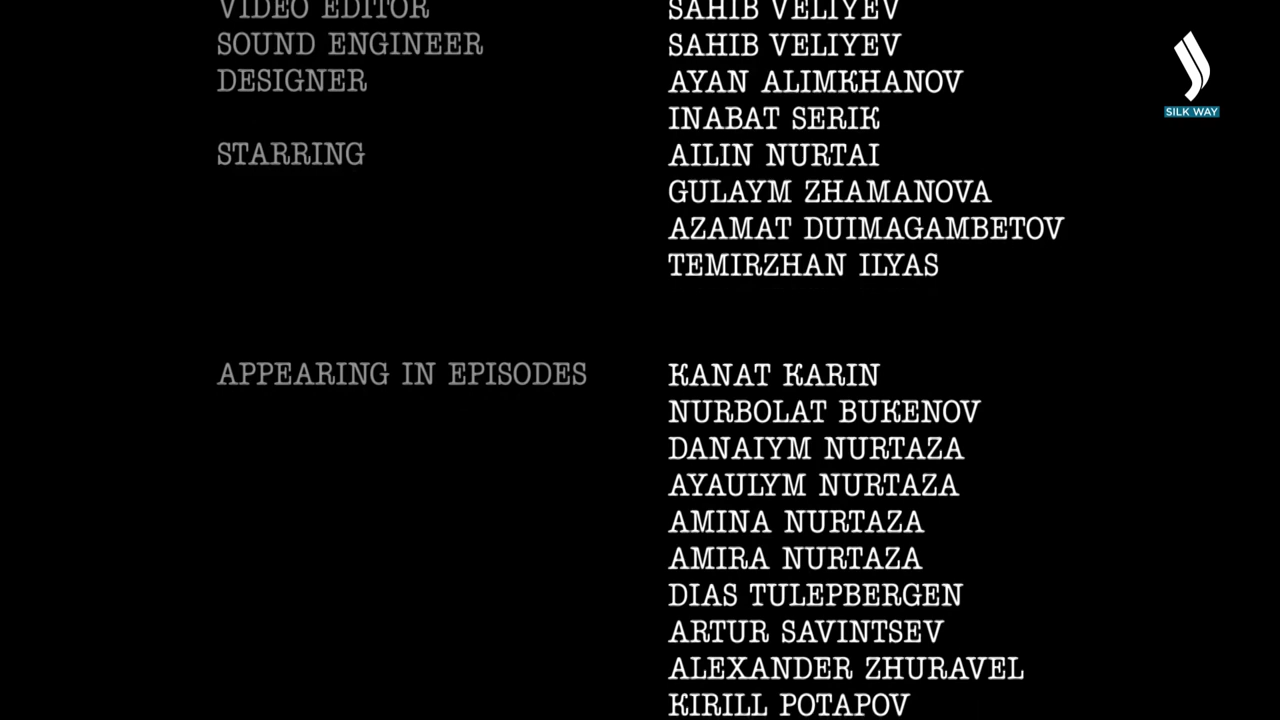 VIDEO EDITOR SAHIB VELIYEV
SOUND ENGINEER SAHIB VELIYEV
DESIGNER AYAN ALIMKHANOV
INABAT SERIK
STARRING AILIN NURTAI
GULAYM ZHAMANOVA
AZAMAT DUIMAGAMBETOV
TEMIRZHAN ILYAS
APPEARING IN EPISODES KANAT KARIN
NURBOLAT BUKENOV
DANAIYM NURTAZA
AYAULYM NURTAZA
AMINA NURTAZA
AMIRA NURTAZA
DIAS TULEPBERGEN
ARTUR SAVINTSEV
ALEXANDER ZHURAVEL
KIRILL POTAPOV
SILK WAY